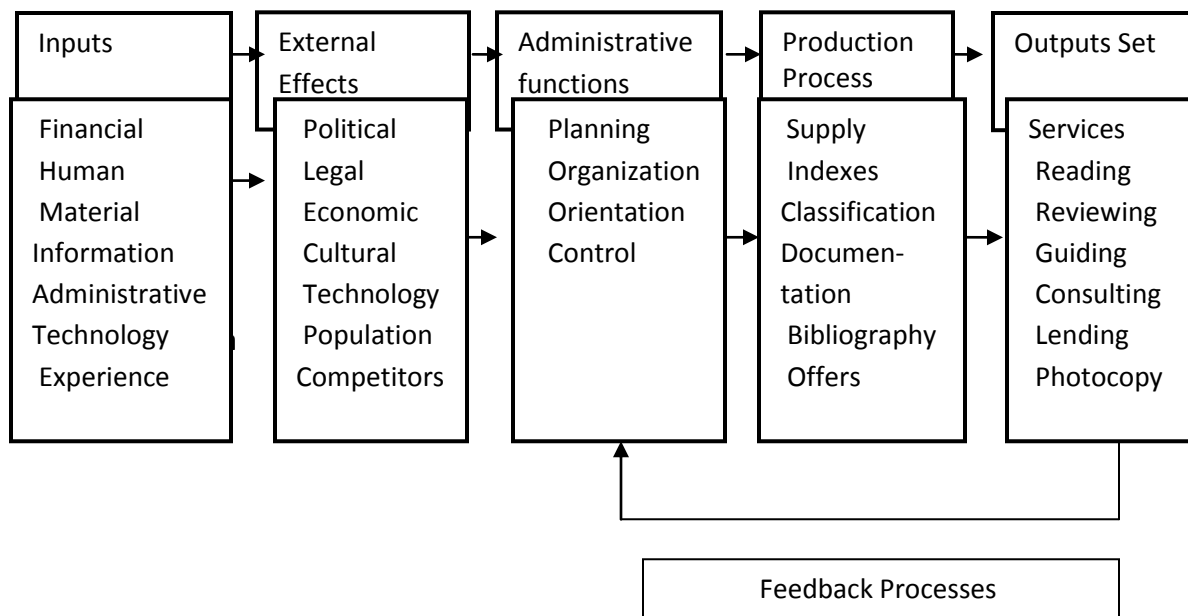 Inputs
External
Effects
Administrative
functions
Production
Process
Outputs Set
Financial
Human
Material
Information
Administrative
Technology
Experience
Political
Legal
Economic
Cultural
Technology
Population
Competitors
Planning
Organization
Orientation
Control
Supply
Indexes
Classification
Documen-
tation
Bibliography
Offers
Services
Reading
Reviewing
Guiding
Consulting
Lending
Photocopy
Feedback Processes